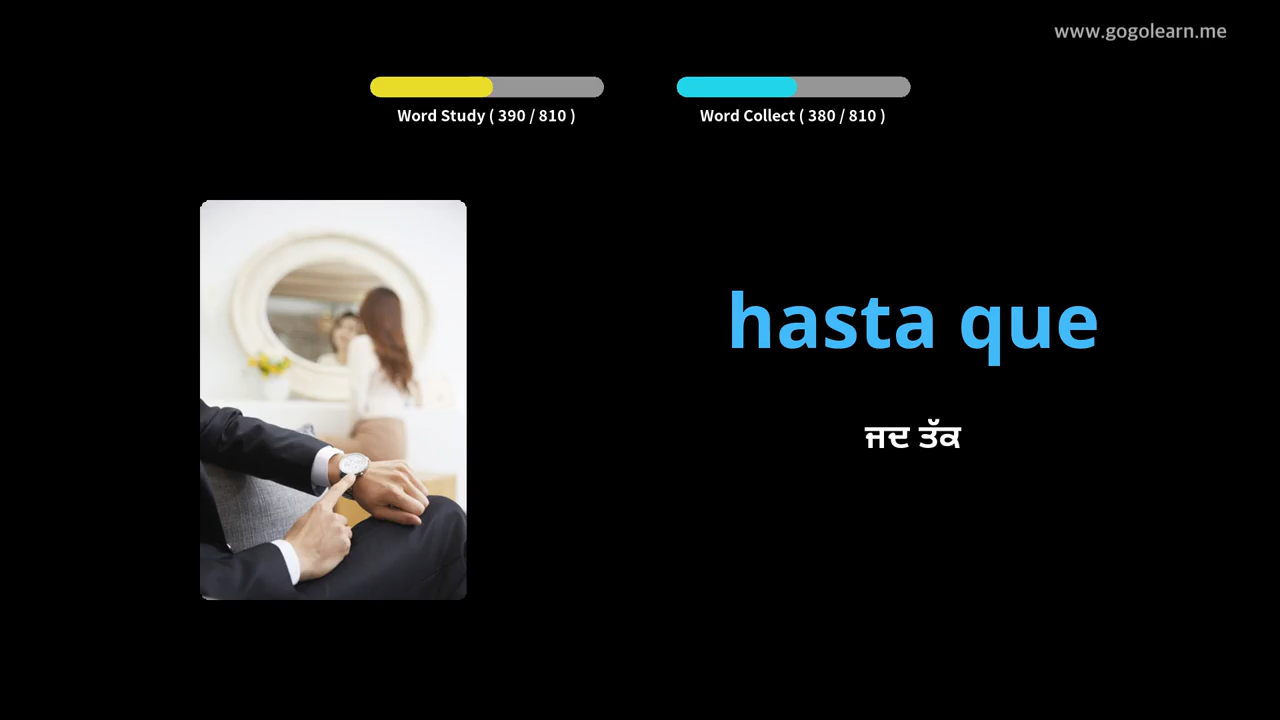 www.gogolearn.me
Word Study ( 390 / 810 )
Word Collect ( 380 / 810 )
hasta que
ਜਦ ਤੱਕ